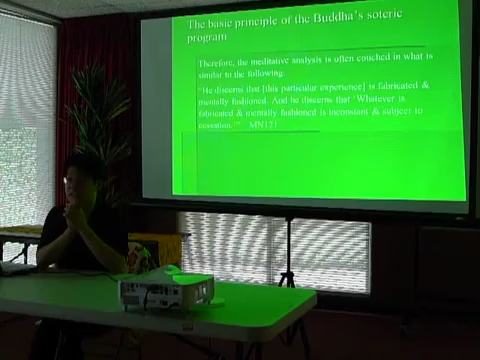 The basic principle of the Buddha's soteric
program
Therefore, the meditative analysis is often couched in what is
similar to the following:
"He discerns that [this particular experience] is fabricated &
mentally fashioned. And he discerns that 'Whatever is
fabricated & mentally fashioned is inconstant & subject to
cessation.'" MN121